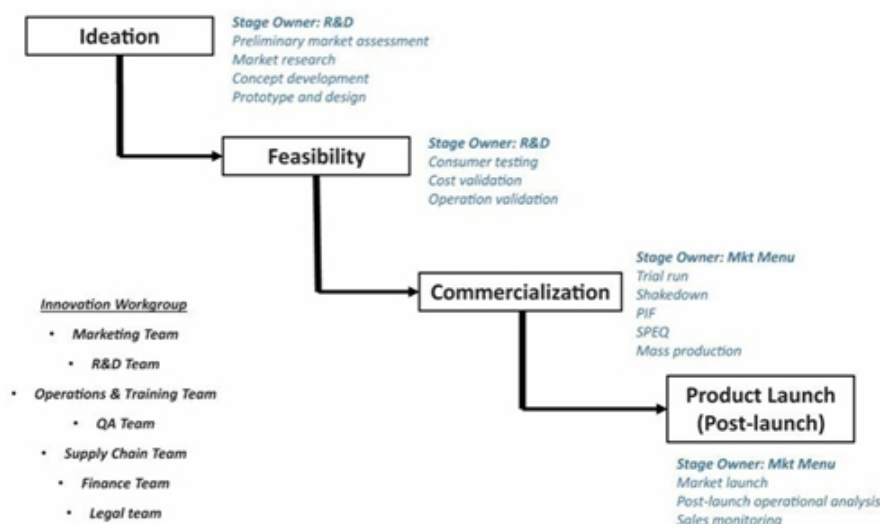 Ideation
Stage Owner: R&D
Preliminary market assessment
Market research
Concept development
Prototype and design
Feasibility
Stage Owner: R&D
Consumer testing
Cost validation
Operation validation
Commercialization
Stage Owner: Mkt Menu
Trial run
Shakedown
PIF
SPEQ
Mass production
Innovation Workgroup
• Marketing Team
• R&D Team
• Operations & Training Team
• QA Team
• Supply Chain Team
• Finance Team
• Legal team
Product Launch
(Post-launch)
Stage Owner: Mkt Menu
Market launch
Post-launch operational analysis
Sales monitoring